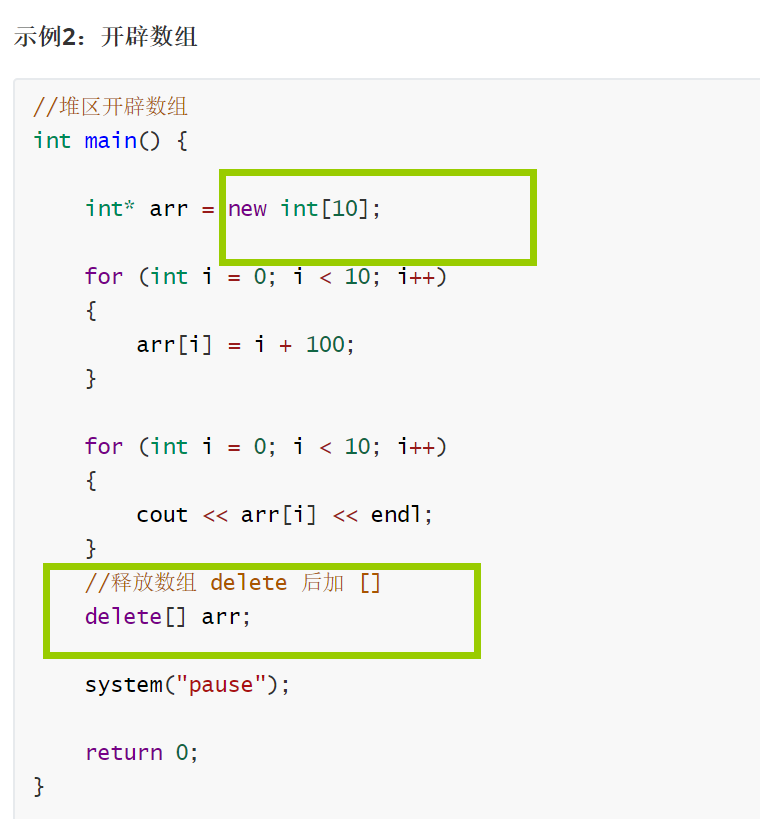 示例2：开辟数组
//堆区开辟数组
int main() {
int* arr = new int[10];
for (int i = 0; i < 10; i++)
{
arr[i] = i + 100;
}
for (int i = 0; i < 10; i++)
{
cout << arr[i] << endl;
}
//释放数组 delete 后加 []
delete[] arr;
system("pause");
return 0;
}